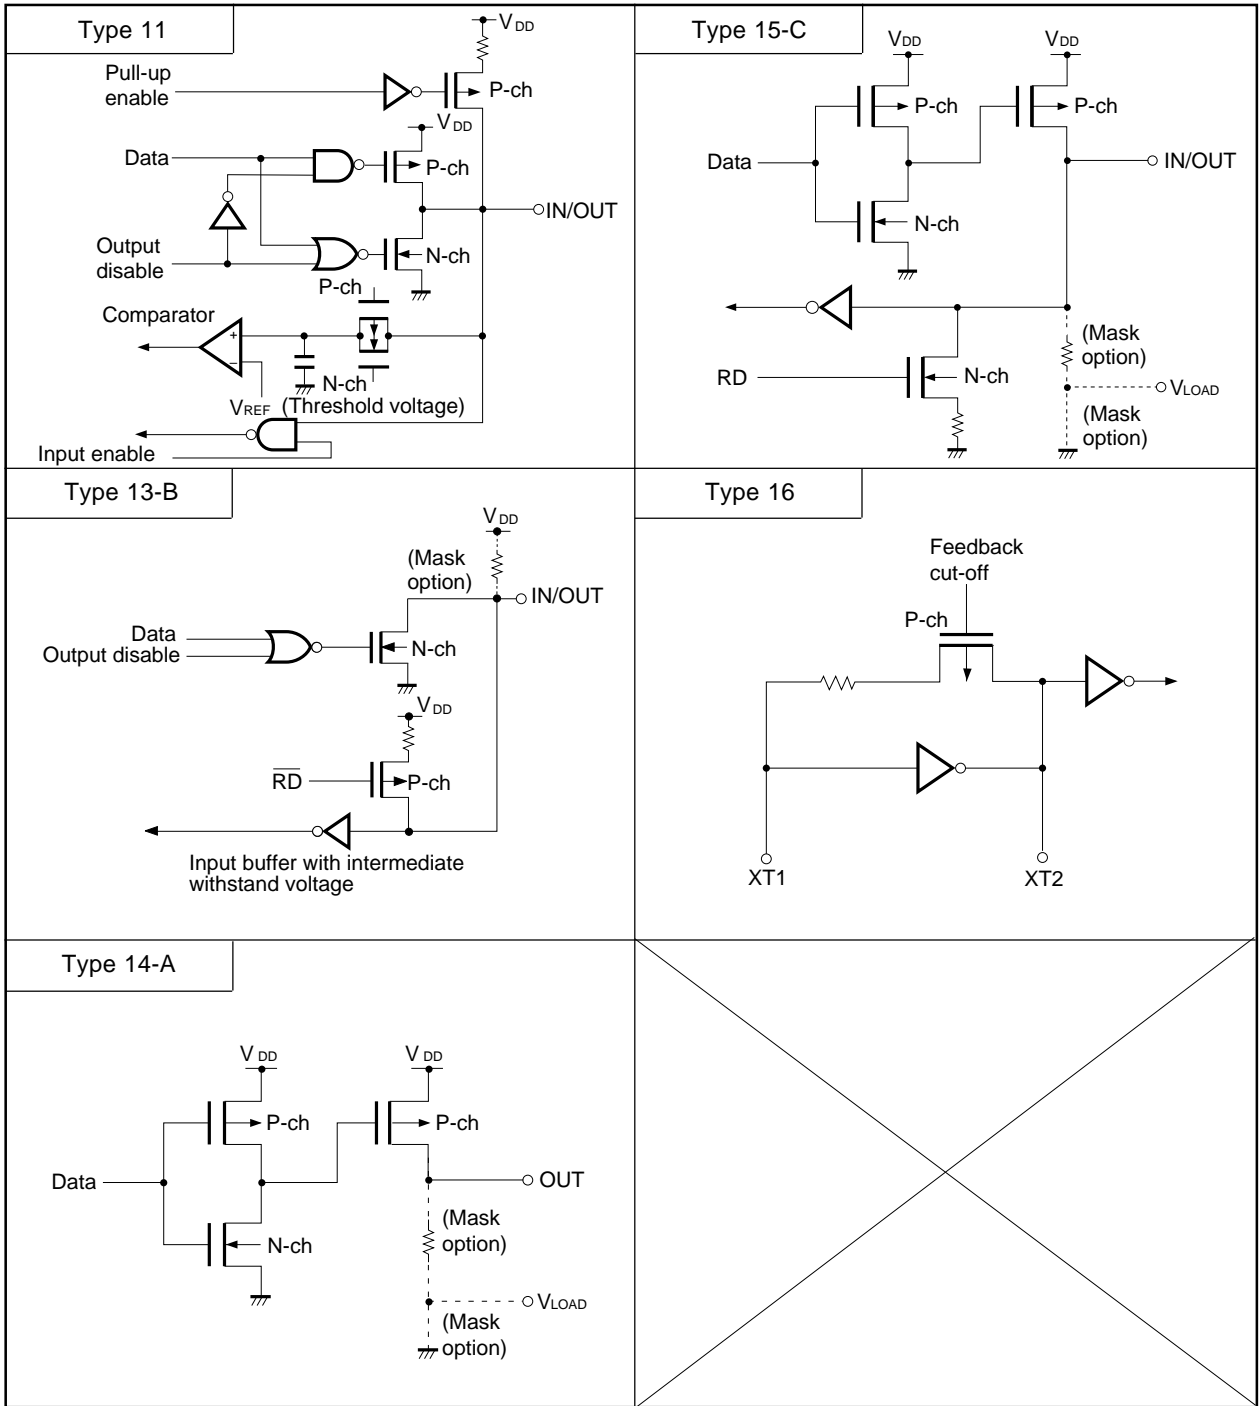 Type 11
VDD
Pull-up
enable
P-ch
VDD
Data
P-ch
IN/OUT
Output
disable
N-ch
P-ch
Comparator
+
−
N-ch
VREF (Threshold voltage)
Input enable
Type 15-C
VDD
VDD
P-ch
P-ch
Data
IN/OUT
N-ch
(Mask
option)
RD
N-ch
VLOAD
(Mask
option)
Type 13-B
VDD
(Mask
option)
IN/OUT
Data
Output disable
N-ch
VDD
R̅D̅
P-ch
Input buffer with intermediate
withstand voltage
Type 16
Feedback
cut-off
P-ch
XT1
XT2
Type 14-A
VDD
VDD
P-ch
P-ch
Data
OUT
N-ch
(Mask
option)
VLOAD
(Mask
option)